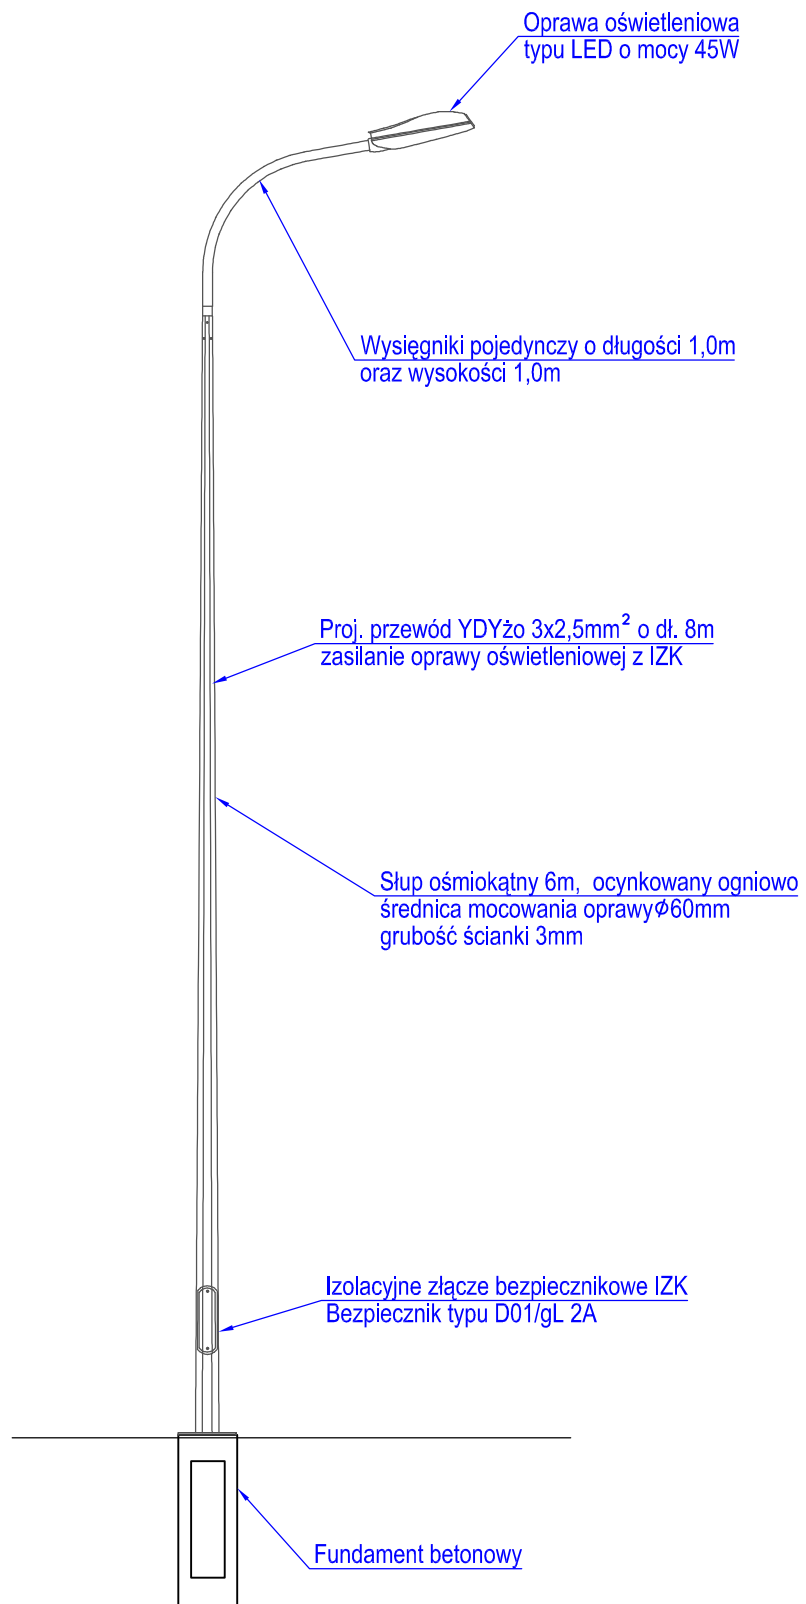 Oprawa oświetleniowa
typu LED o mocy 45W
Wysięgniki pojedynczy o długości 1,0m
oraz wysokości 1,0m
Proj. przewód YDYżo 3x2,5mm² o dł. 8m
zasilanie oprawy oświetleniowej z IZK
Słup ośmiokątny 6m, ocynkowany ogniowo
średnica mocowania oprawy⌀60mm
grubość ścianki 3mm
Izolacyjne złącze bezpiecznikowe IZK
Bezpiecznik typu D01/gL 2A
Fundament betonowy